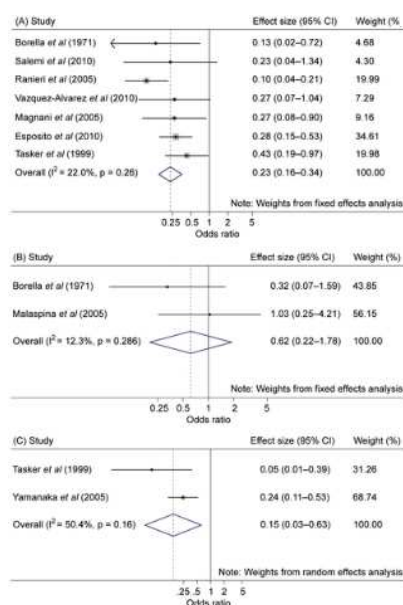 (A) Study Effect size (95% CI) Weight (%)
Borella et al (1971) 0.13 (0.02–0.72) 4.68
Salemi et al (2010) 0.23 (0.04–1.34) 4.30
Ranieri et al (2005) 0.10 (0.04–0.21) 19.99
Vazquez-Alvarez et al (2010) 0.27 (0.07–1.04) 7.29
Magnani et al (2005) 0.27 (0.08–0.90) 9.16
Esposito et al (2010) 0.28 (0.15–0.53) 34.61
Tasker et al (1999) 0.43 (0.19–0.97) 19.98
Overall (I² = 22.0%, p = 0.26) 0.23 (0.16–0.34) 100.00
Note: Weights from fixed effects analysis
0.25 1 2 5
Odds ratio
(B) Study Effect size (95% CI) Weight (%)
Borella et al (1971) 0.32 (0.07–1.59) 43.85
Malaspina et al (2005) 1.03 (0.25–4.21) 56.15
Overall (I² = 12.3%, p = 0.286) 0.62 (0.22–1.78) 100.00
Note: Weights from fixed effects analysis
0.25 0.5 1 2 5
Odds ratio
(C) Study Effect size (95% CI) Weight (%)
Tasker et al (1999) 0.05 (0.01–0.39) 31.26
Yamanaka et al (2005) 0.24 (0.11–0.53) 68.74
Overall (I² = 50.4%, p = 0.16) 0.15 (0.03–0.63) 100.00
Note: Weights from random effects analysis
.25 .5 1 2 5
Odds ratio